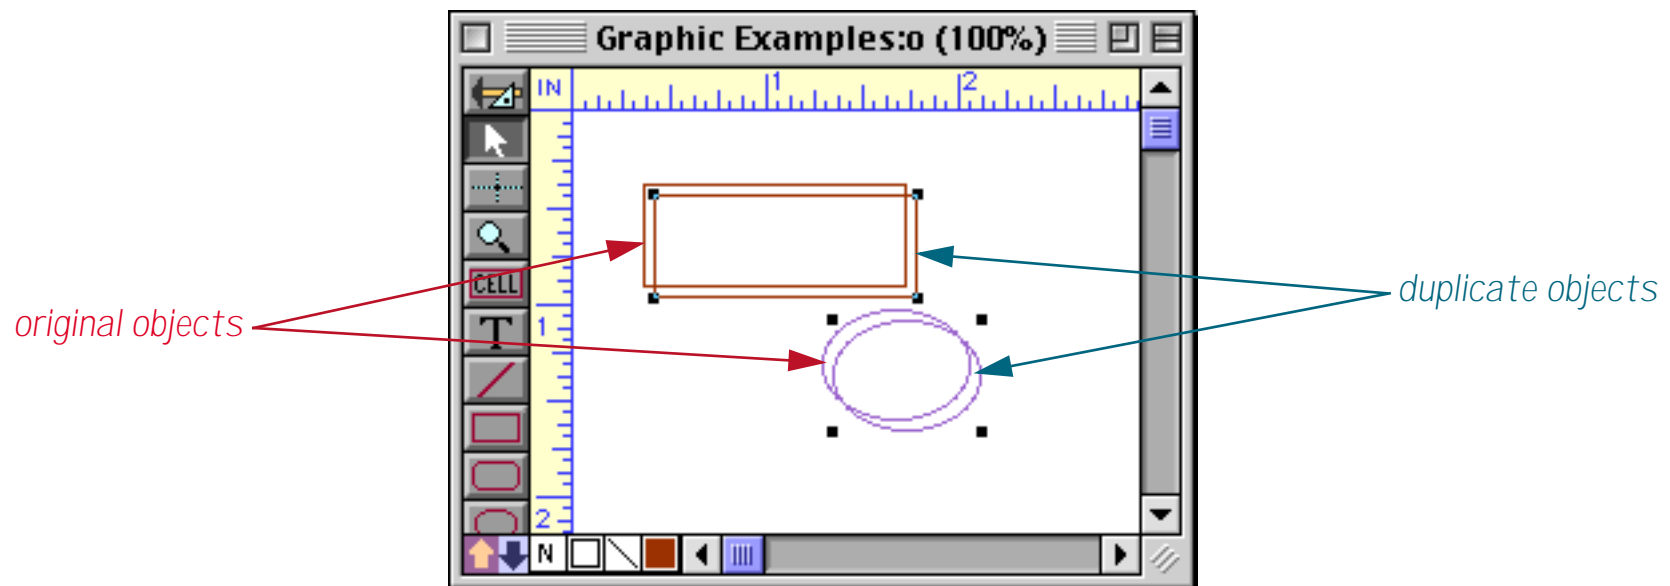 Graphic Examples:o (100%)
IN
1
2
CELL
T
1
2
N
original objects
duplicate objects